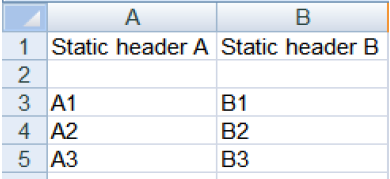 A B
1 Static header A Static header B
2
3 A1 B1
4 A2 B2
5 A3 B3